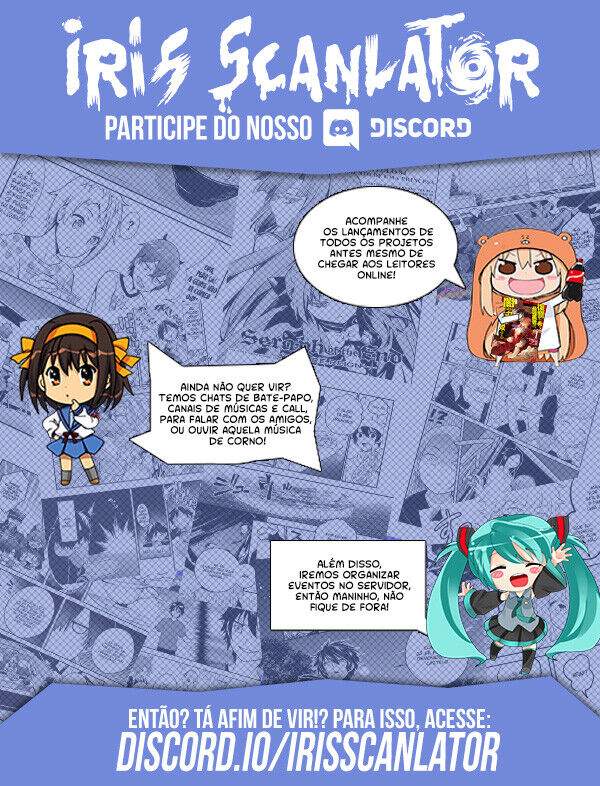 IRIS SCANLATOR
PARTICIPE DO NOSSO DISCORD
ACOMPANHE
OS LANÇAMENTOS DE
TODOS OS PROJETOS
ANTES MESMO DE
CHEGAR AOS LEITORES
ONLINE!
AINDA NÃO QUER VIR?
TEMOS CHATS DE BATE-PAPO,
CANAIS DE MÚSICAS E CALL,
PARA FALAR COM OS AMIGOS,
OU OUVIR AQUELA MÚSICA
DE CORNO!
ALÉM DISSO,
IREMOS ORGANIZAR
EVENTOS NO SERVIDOR,
ENTÃO MANINHO, NÃO
FIQUE DE FORA!
ENTÃO? TÁ AFIM DE VIR!? PARA ISSO, ACESSE:
DISCORD.IO/IRISSCANLATOR